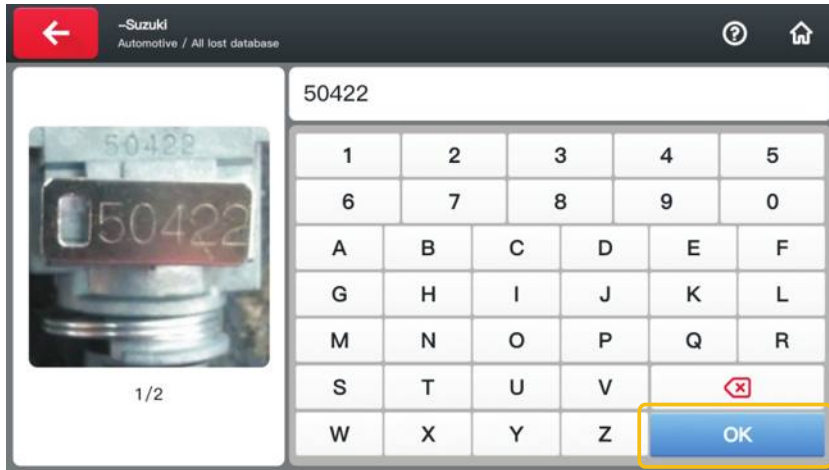 –Suzuki
Automotive / All lost database
50422
50422
50422
1 2 3 4 5
6 7 8 9 0
A B C D E F
G H I J K L
M N O P Q R
1/2
S T U V
W X Y Z OK